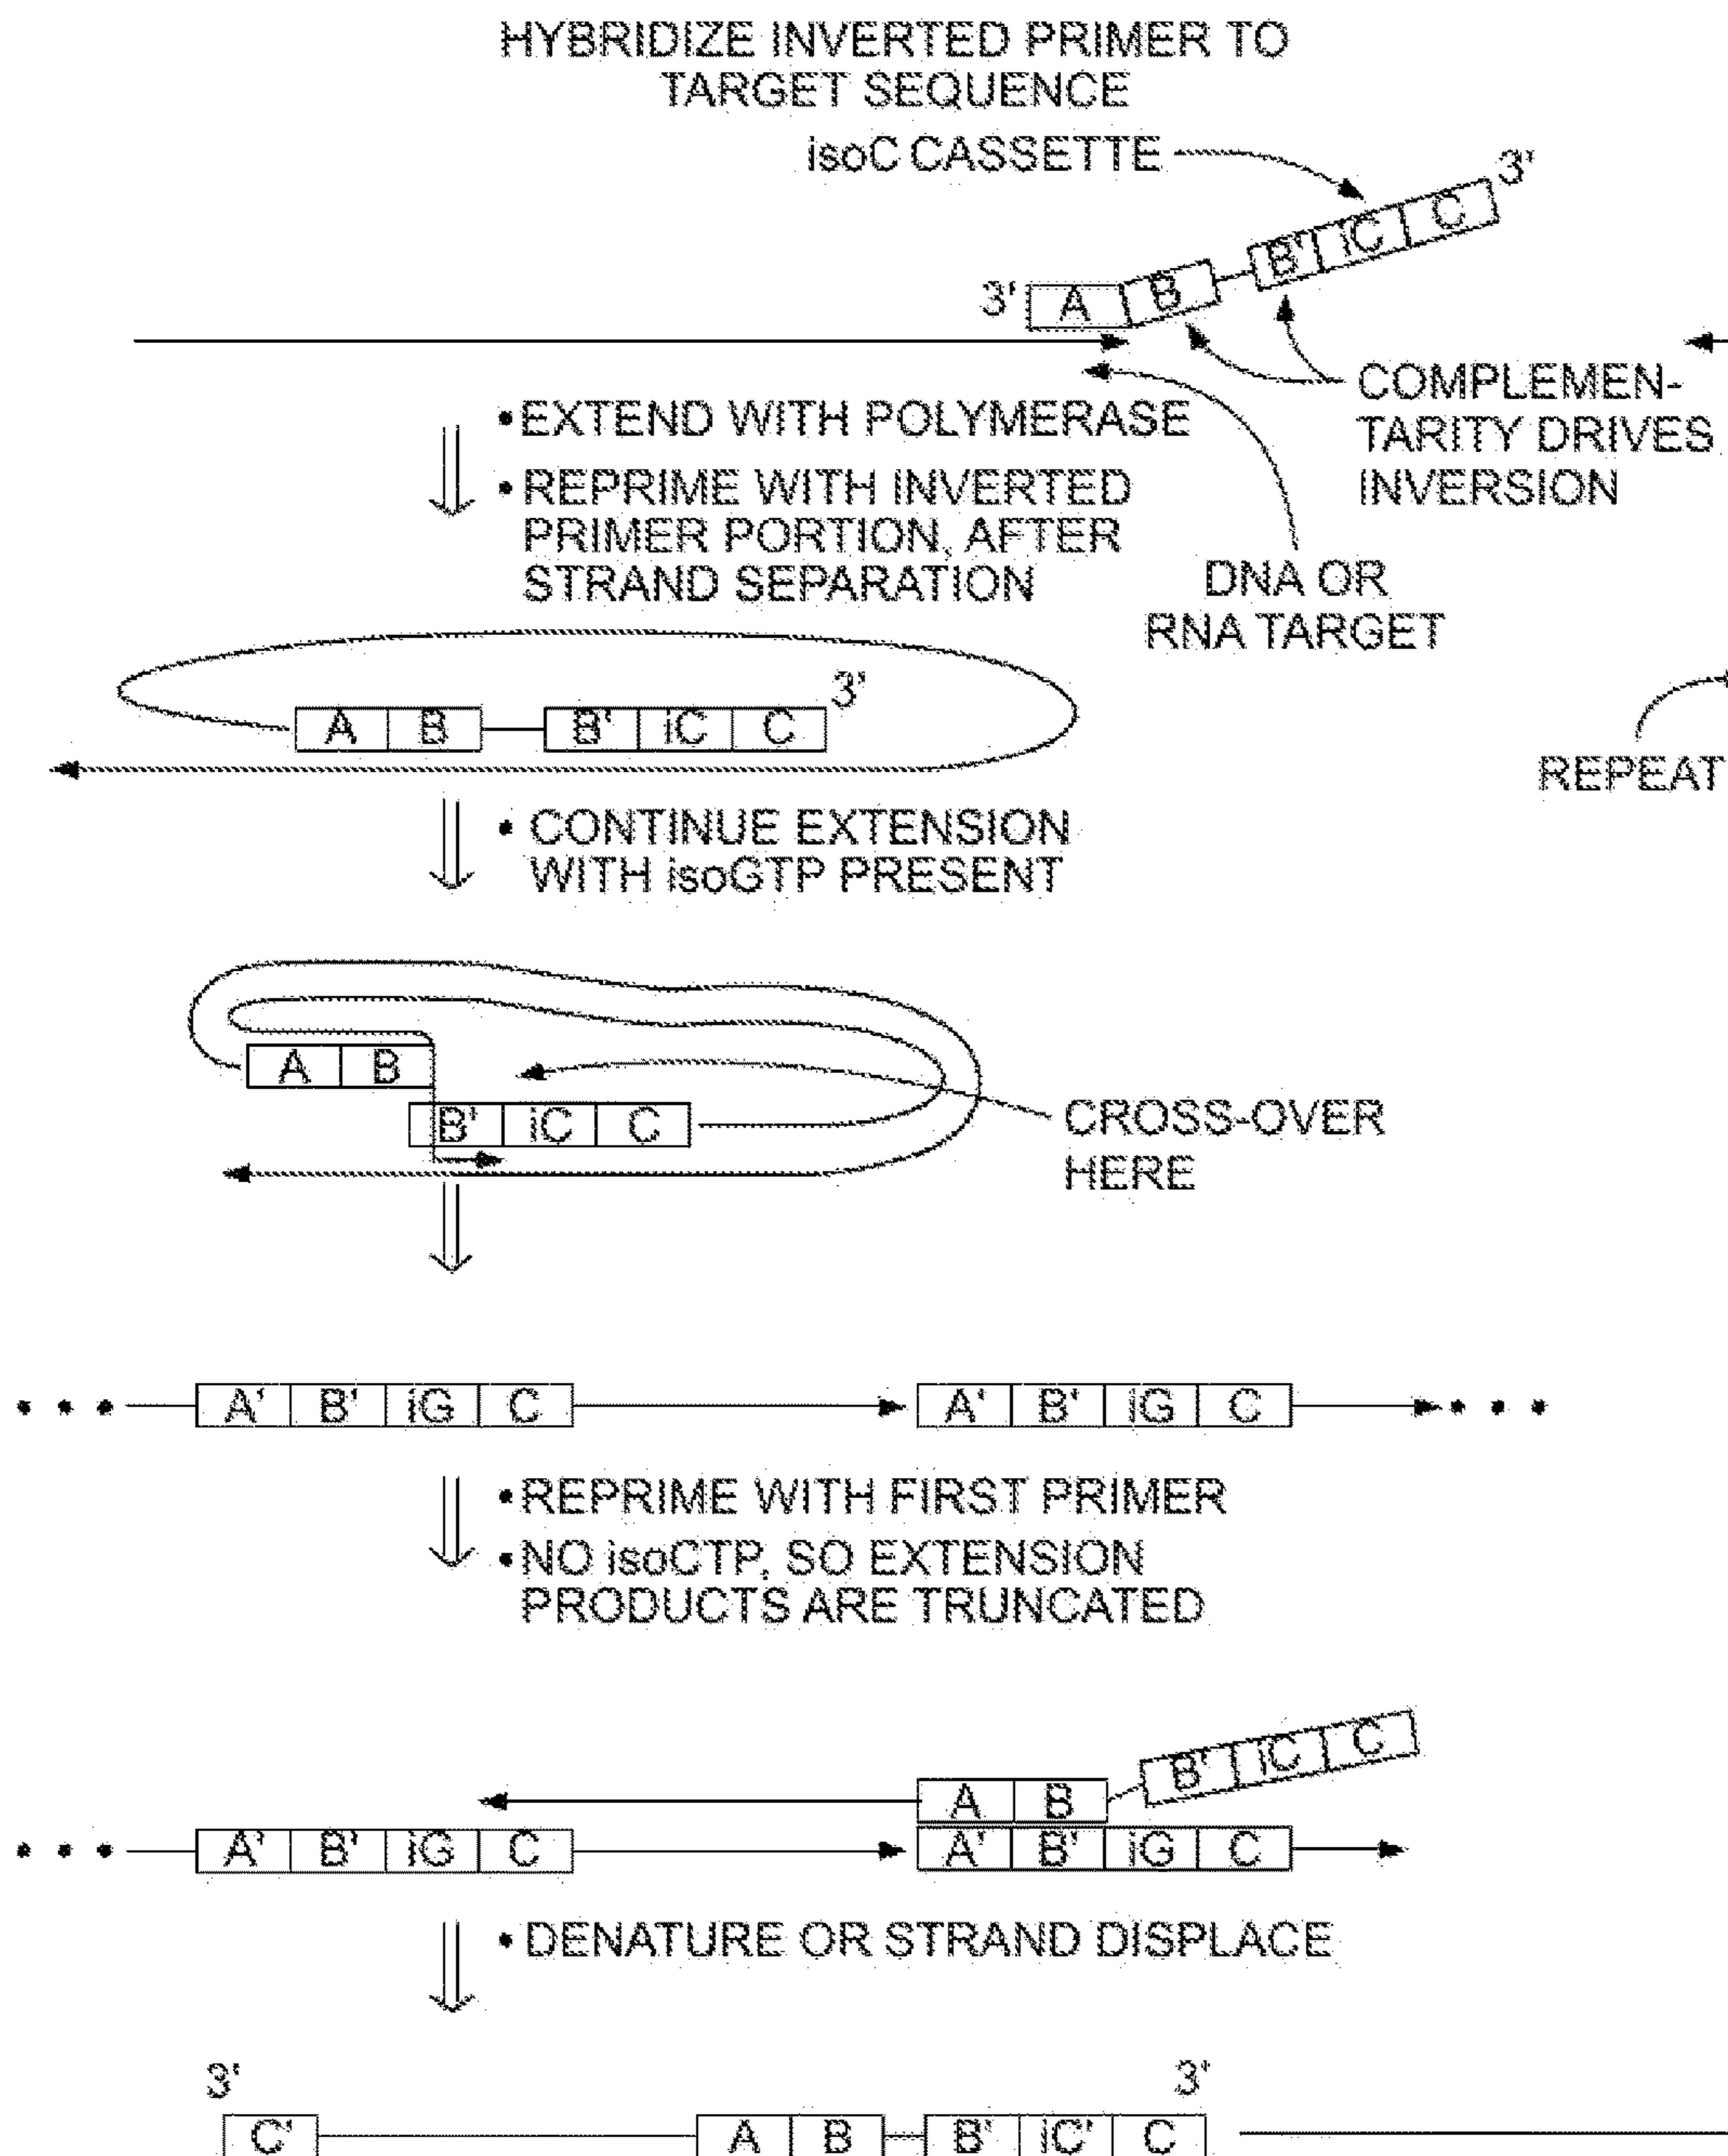 HYBRIDIZE INVERTED PRIMER TO
TARGET SEQUENCE
isoC CASSETTE
3'
B' iC C
3' A B
COMPLEMEN-
TARITY DRIVES
INVERSION
• EXTEND WITH POLYMERASE
• REPRIME WITH INVERTED
PRIMER PORTION, AFTER
STRAND SEPARATION
DNA OR
RNA TARGET
3'
A B B' iC C
REPEAT
• CONTINUE EXTENSION
WITH isoGTP PRESENT
A B
B' iC C
CROSS-OVER
HERE
• • • A' B' iG C A' B' iG C • • •
• REPRIME WITH FIRST PRIMER
• NO isoCTP, SO EXTENSION
PRODUCTS ARE TRUNCATED
B' iC C
A B
• • • A' B' iG C A' B' iG C
• DENATURE OR STRAND DISPLACE
3' 3'
C' A B B' iC' C